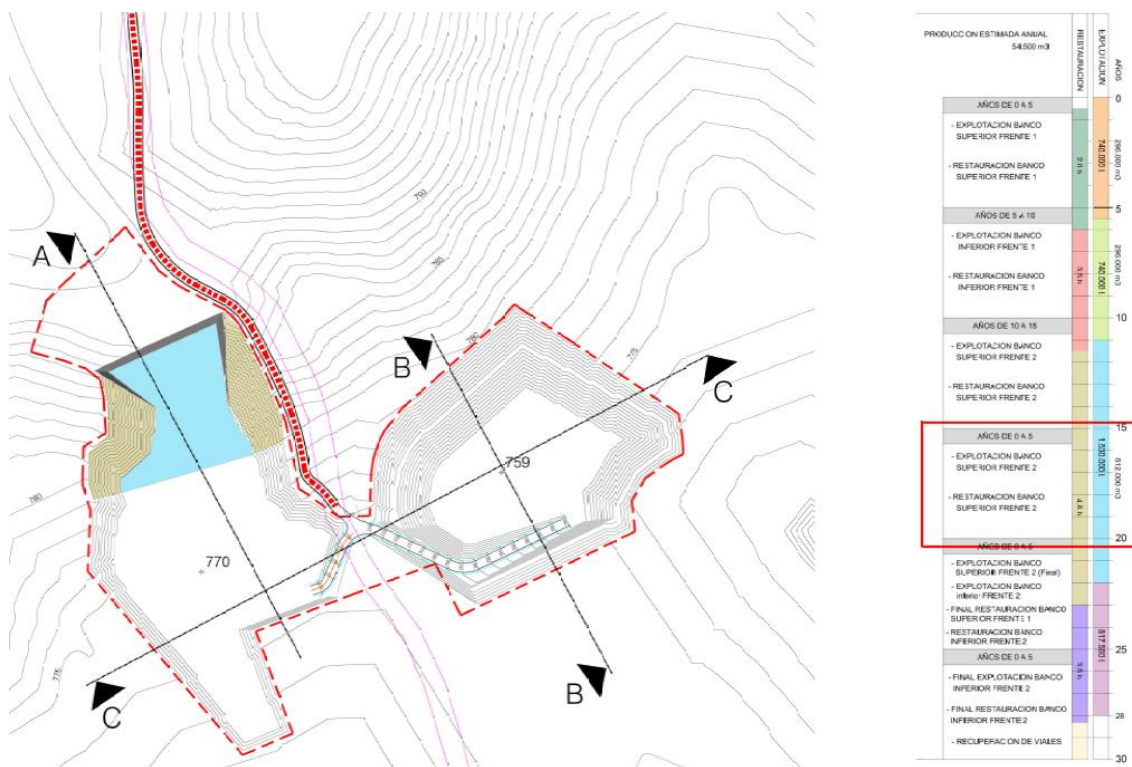 A
B
C
790
785
780
775
759
770
780
775
C
B
PRODUCCION ESTIMADA ANUAL
54.500 m3
RESTAURACION
EXPLOTACION
AÑOS
AÑOS DE 0 A 5
- EXPLOTACION BANCO
SUPERIOR FRENTE 1
- RESTAURACION BANCO
SUPERIOR FRENTE 1
AÑOS DE 5 A 10
- EXPLOTACION BANCO
INFERIOR FRENTE 1
- RESTAURACION BANCO
INFERIOR FRENTE 1
AÑOS DE 10 A 15
- EXPLOTACION BANCO
SUPERIOR FRENTE 2
- RESTAURACION BANCO
SUPERIOR FRENTE 2
AÑOS DE 0 A 5
- EXPLOTACION BANCO
SUPERIOR FRENTE 2
- RESTAURACION BANCO
SUPERIOR FRENTE 2
AÑOS DE 0 A 5
- EXPLOTACION BANCO
SUPERIOR FRENTE 2 (Final)
- EXPLOTACION BANCO
inferior FRENTE 2
- FINAL RESTAURACION BANCO
SUPERIOR FRENTE 1
- RESTAURACION BANCO
INFERIOR FRENTE 2
AÑOS DE 0 A 5
- FINAL EXPLOTACION BANCO
INFERIOR FRENTE 2
- FINAL RESTAURACION BANCO
INFERIOR FRENTE 2
- RECUPERACION DE VIALES
740.000 t
740.000 t
1.530.000 t
817.500 t
296.000 m3
296.000 m3
612.000 m3
0
5
10
15
20
25
28
30